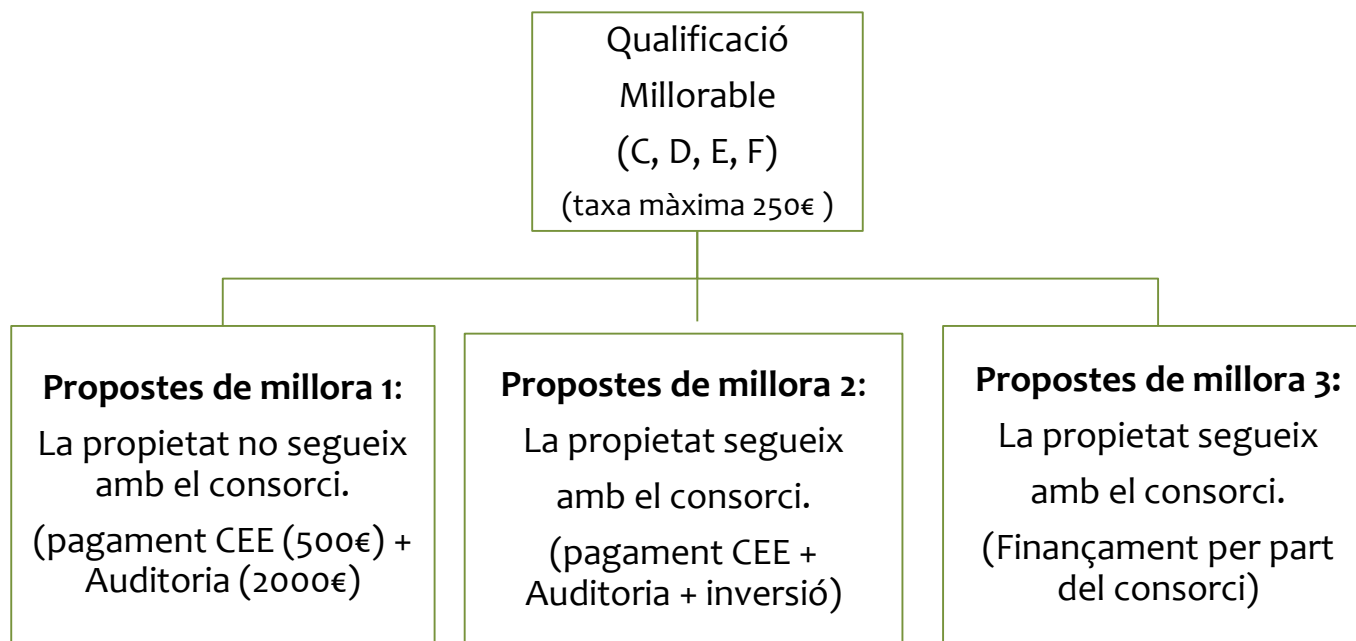 Qualificació
Millorable
(C, D, E, F)
(taxa màxima 250€ )
Propostes de millora 1:
La propietat no segueix
amb el consorci.
(pagament CEE (500€) +
Auditoria (2000€)
Propostes de millora 2:
La propietat segueix
amb el consorci.
(pagament CEE +
Auditoria + inversió)
Propostes de millora 3:
La propietat segueix
amb el consorci.
(Finançament per part
del consorci)